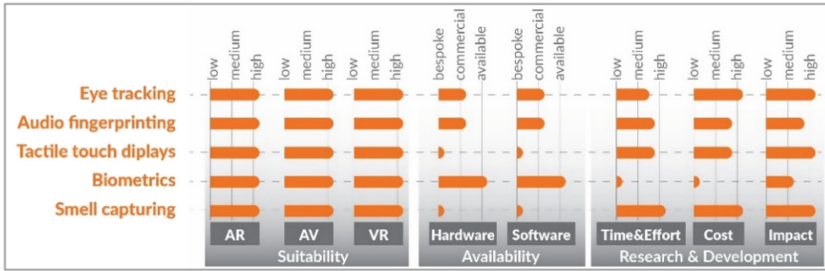 low medium high low medium high low medium high bespoke commercial available bespoke commercial available low medium high low medium high low medium high
Eye tracking
Audio fingerprinting
Tactile touch diplays
Biometrics
Smell capturing
AR AV VR Hardware Software Time&Effort Cost Impact
Suitability Availability Research & Development